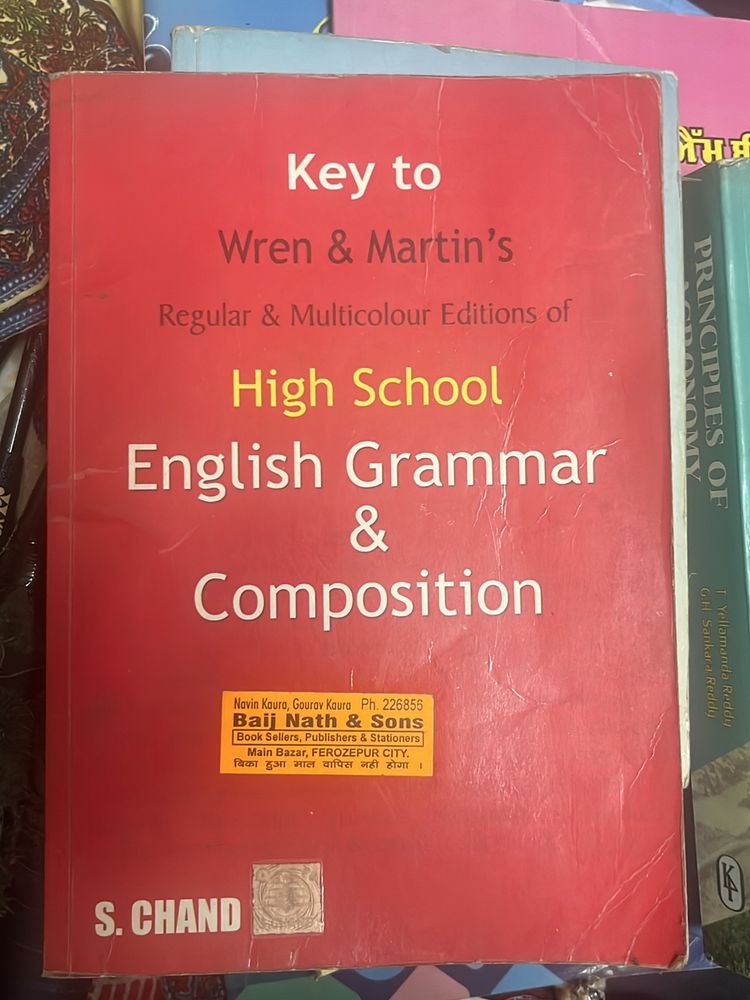 Key to
Wren & Martin's
Regular & Multicolour Editions of
High School
English Grammar
&
Composition
Navin Kaura, Gourav Kaura Ph. 226856
Baij Nath & Sons
Book Sellers, Publishers & Stationers
Main Bazar, FEROZEPUR CITY.
बिका हुआ माल वापिस नही होगा ।
S. CHAND
PRINCIPLES OF
AGRONOMY
T. Yellamanda Reddy
G.H. Sankara Reddy